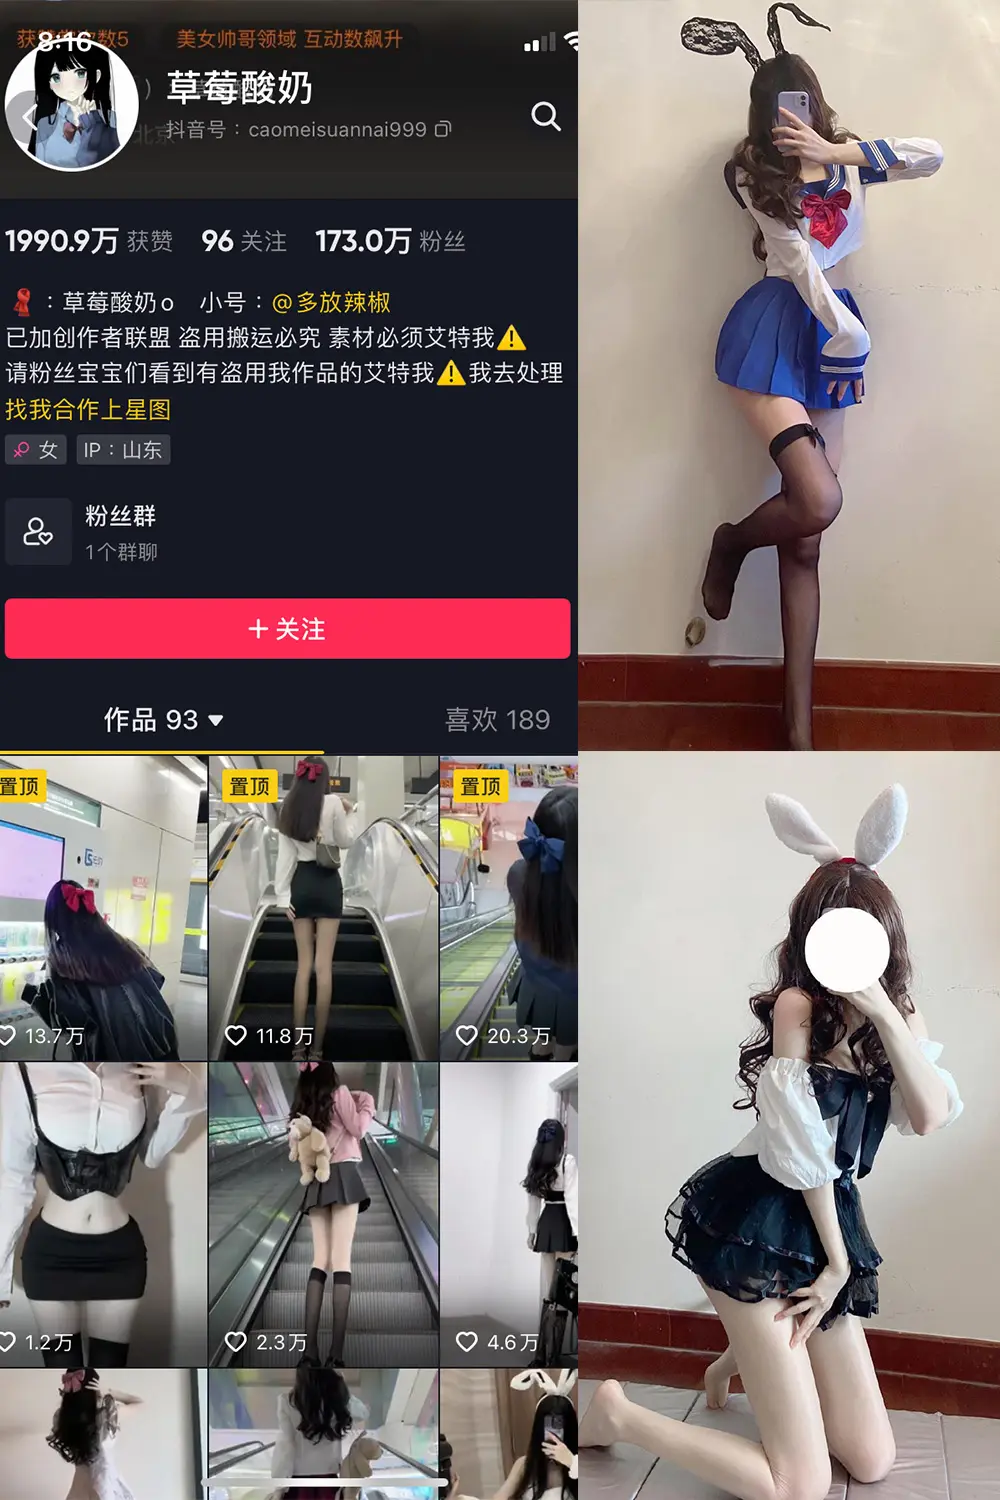 获赞总次数5 美女帅哥领域 互动数飙升
8:16
草莓酸奶
抖音号：caomeisuannai999
北京
1990.9万 获赞 96 关注 173.0万 粉丝
：草莓酸奶o 小号：@多放辣椒
已加创作者联盟 盗用搬运必究 素材必须艾特我⚠️
请粉丝宝宝们看到有盗用我作品的艾特我⚠️我去处理
找我合作上星图
女 IP：山东
粉丝群
1个群聊
+ 关注
作品 93 喜欢 189
置顶 置顶 置顶
13.7万 11.8万 20.3万
1.2万 2.3万 4.6万